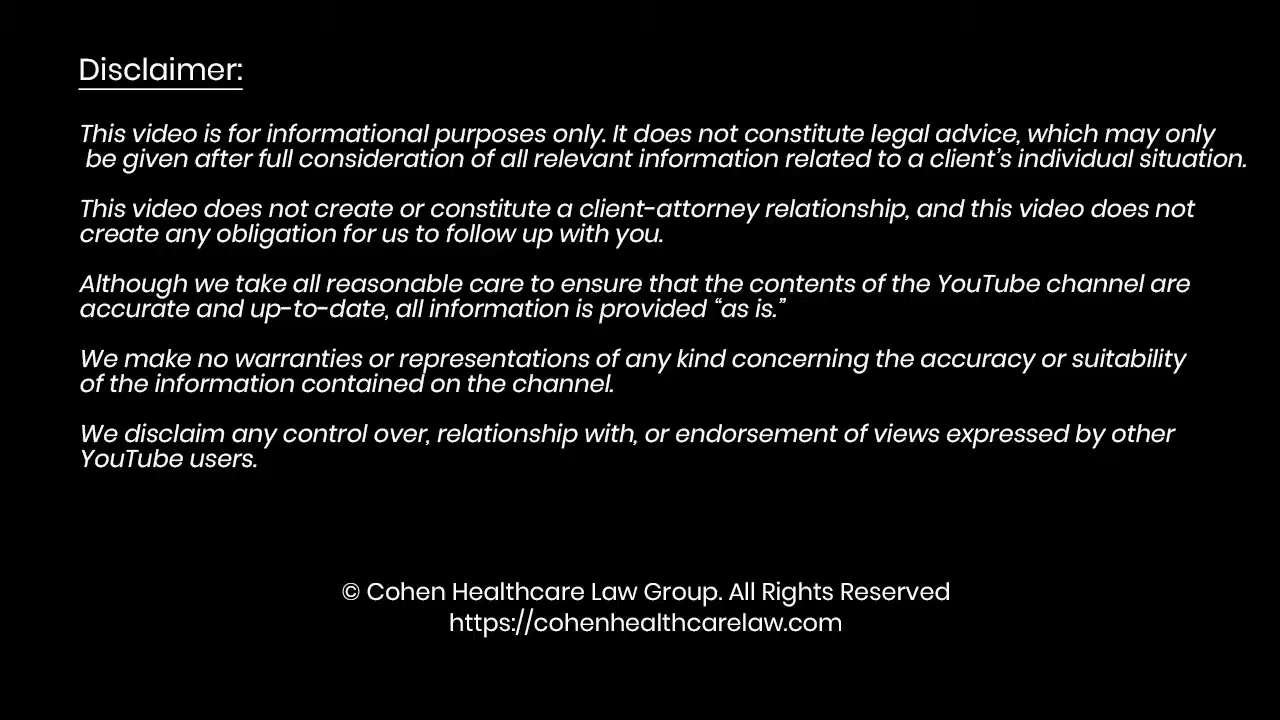 Disclaimer:
This video is for informational purposes only. It does not constitute legal advice, which may only
be given after full consideration of all relevant information related to a client’s individual situation.
This video does not create or constitute a client-attorney relationship, and this video does not
create any obligation for us to follow up with you.
Although we take all reasonable care to ensure that the contents of the YouTube channel are
accurate and up-to-date, all information is provided “as is.”
We make no warranties or representations of any kind concerning the accuracy or suitability
of the information contained on the channel.
We disclaim any control over, relationship with, or endorsement of views expressed by other
YouTube users.
© Cohen Healthcare Law Group. All Rights Reserved
https://cohenhealthcarelaw.com